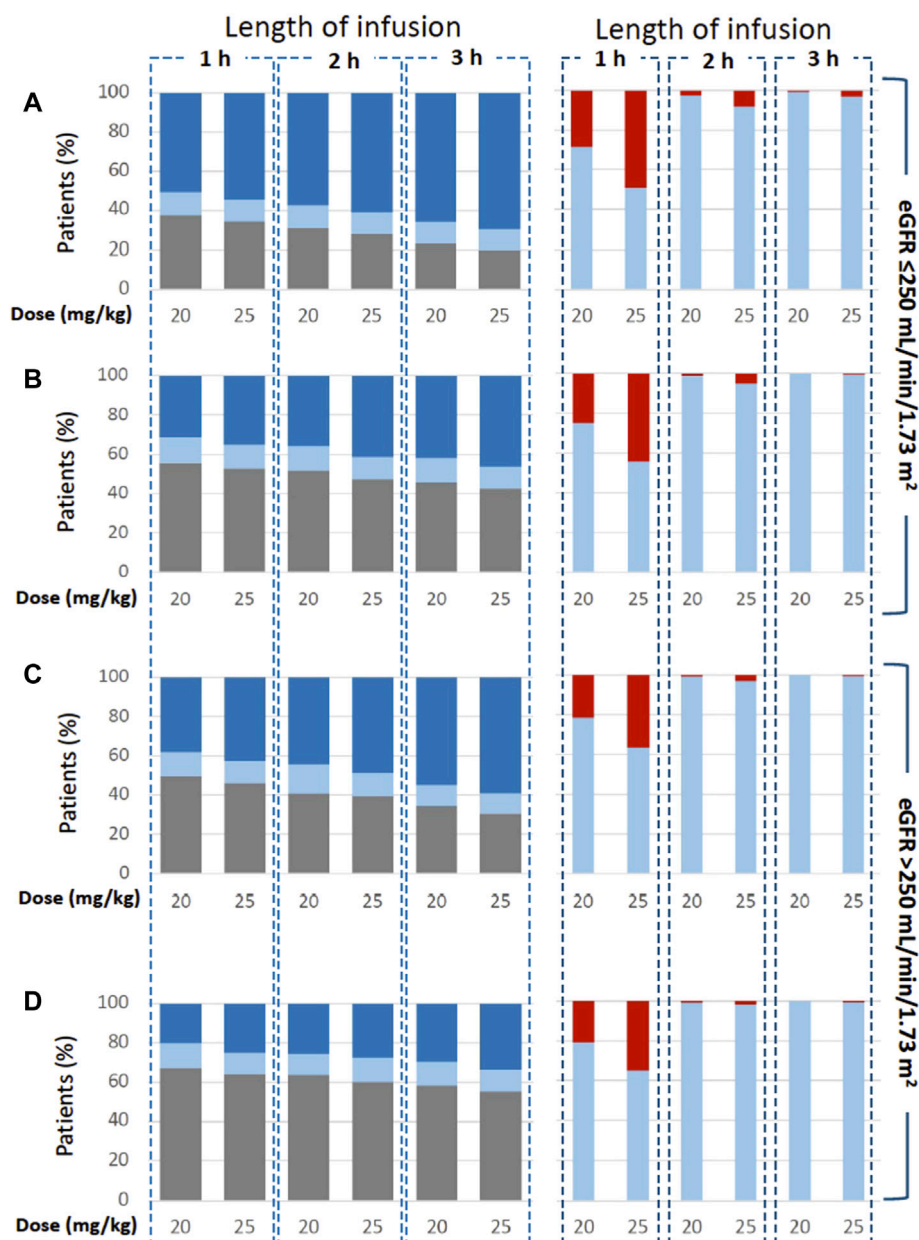 Length of infusion
Length of infusion
1 h 2 h 3 h
1 h 2 h 3 h
A
Patients (%)
100
80
60
40
20
0
Dose (mg/kg) 20 25 20 25 20 25
20 25 20 25 20 25
B
Patients (%)
100
80
60
40
20
0
Dose (mg/kg) 20 25 20 25 20 25
20 25 20 25 20 25
eGFR ≤250 mL/min/1.73 m²
C
Patients (%)
100
80
60
40
20
0
Dose (mg/kg) 20 25 20 25 20 25
20 25 20 25 20 25
D
Patients (%)
100
80
60
40
20
0
Dose (mg/kg) 20 25 20 25 20 25
20 25 20 25 20 25
eGFR >250 mL/min/1.73 m²